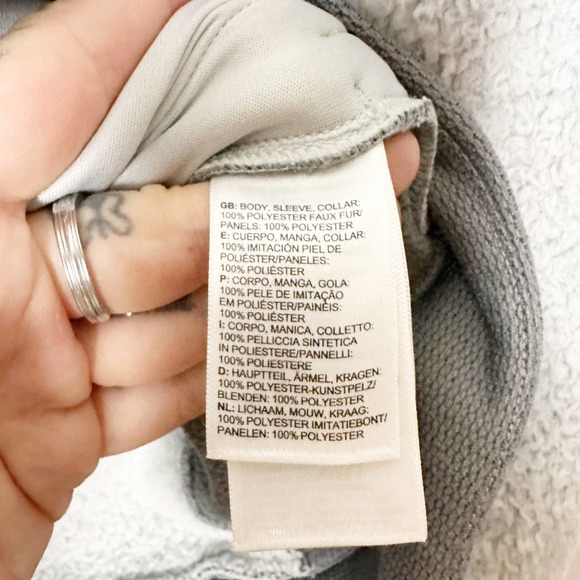 GB: BODY, SLEEVE, COLLAR:
100% POLYESTER FAUX FUR/
PANELS: 100% POLYESTER
E: CUERPO, MANGA, COLLAR:
100% IMITACIÓN PIEL DE
POLIÉSTER/PANELES:
100% POLIÉSTER
P: CORPO, MANGA, GOLA:
100% PELE DE IMITAÇÃO
EM POLIÉSTER/PAINÉIS:
100% POLIÉSTER
I: CORPO, MANICA, COLLETTO:
100% PELLICCIA SINTETICA
IN POLIESTERE/PANNELLI:
100% POLIESTERE
D: HAUPTTEIL, ÄRMEL, KRAGEN:
100% POLYESTER-KUNSTPELZ/
BLENDEN: 100% POLYESTER
NL: LICHAAM, MOUW, KRAAG:
100% POLYESTER IMITATIEBONT/
PANELEN: 100% POLYESTER